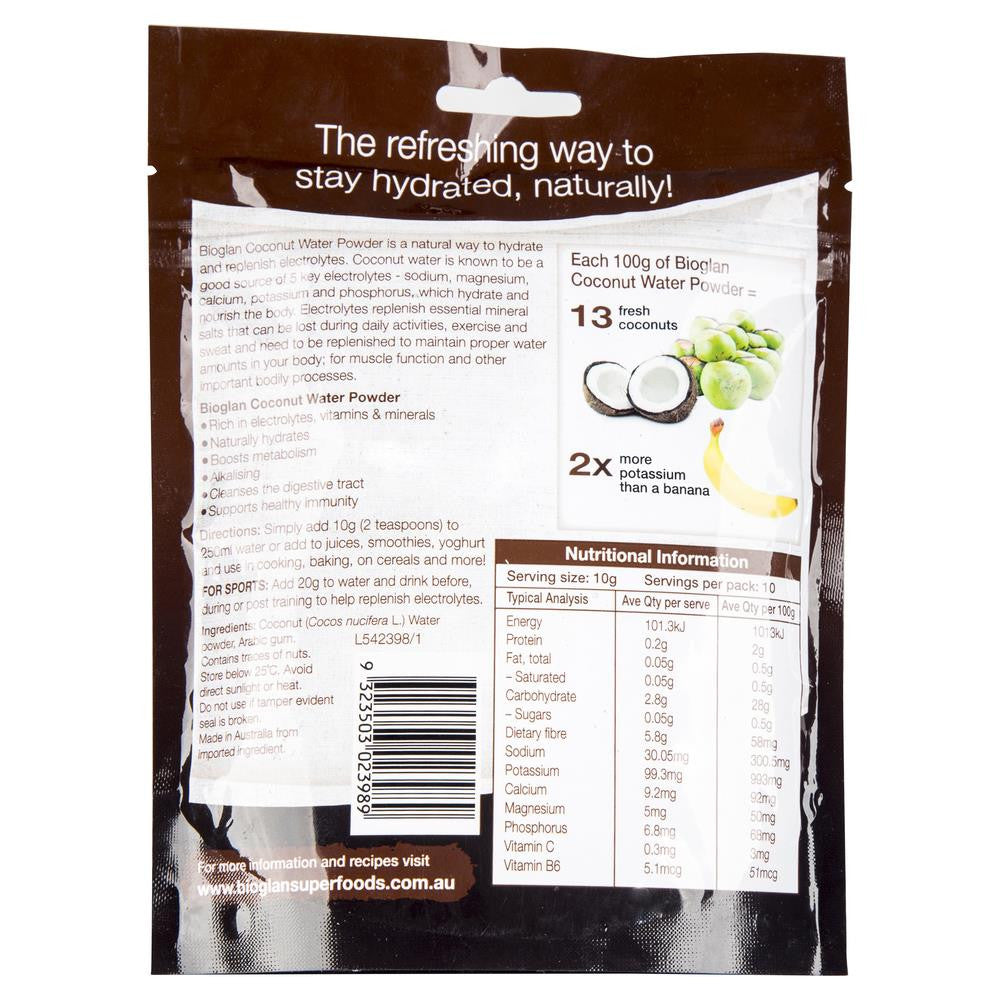 The refreshing way to
stay hydrated, naturally!
Bioglan Coconut Water Powder is a natural way to hydrate
and replenish electrolytes. Coconut water is known to be a
good source of 5 key electrolytes - sodium, magnesium,
calcium, potassium and phosphorus, which hydrate and
nourish the body. Electrolytes replenish essential mineral
salts that can be lost during daily activities, exercise and
sweat and need to be replenished to maintain proper water
amounts in your body; for muscle function and other
important bodily processes.
Bioglan Coconut Water Powder
• Rich in electrolytes, vitamins & minerals
• Naturally hydrates
• Boosts metabolism
• Alkalising
• Cleanses the digestive tract
• Supports healthy immunity
Directions: Simply add 10g (2 teaspoons) to
250ml water or add to juices, smoothies, yoghurt
and use in cooking, baking, on cereals and more!
FOR SPORTS: Add 20g to water and drink before,
during or post training to help replenish electrolytes.
Ingredients: Coconut (Cocos nucifera L.) Water
powder, Arabic gum.
L542398/1
Contains traces of nuts.
Store below 25°C. Avoid
direct sunlight or heat.
Do not use if tamper evident
seal is broken.
Made in Australia from
imported ingredient.
9 323503 023989
For more information and recipes visit
www.bioglansuperfoods.com.au
Each 100g of Bioglan
Coconut Water Powder =
13 fresh
coconuts
2x more
potassium
than a banana
Nutritional Information
Serving size: 10g Servings per pack: 10
Typical Analysis Ave Qty per serve Ave Qty per 100g
Energy 101.3kJ 1013kJ
Protein 0.2g 2g
Fat, total 0.05g 0.5g
– Saturated 0.05g 0.5g
Carbohydrate 2.8g 28g
– Sugars 0.05g 0.5g
Dietary fibre 5.8g 58mg
Sodium 30.05mg 300.5mg
Potassium 99.3mg 993mg
Calcium 9.2mg 92mg
Magnesium 5mg 50mg
Phosphorus 6.8mg 68mg
Vitamin C 0.3mg 3mg
Vitamin B6 5.1mcg 51mcg